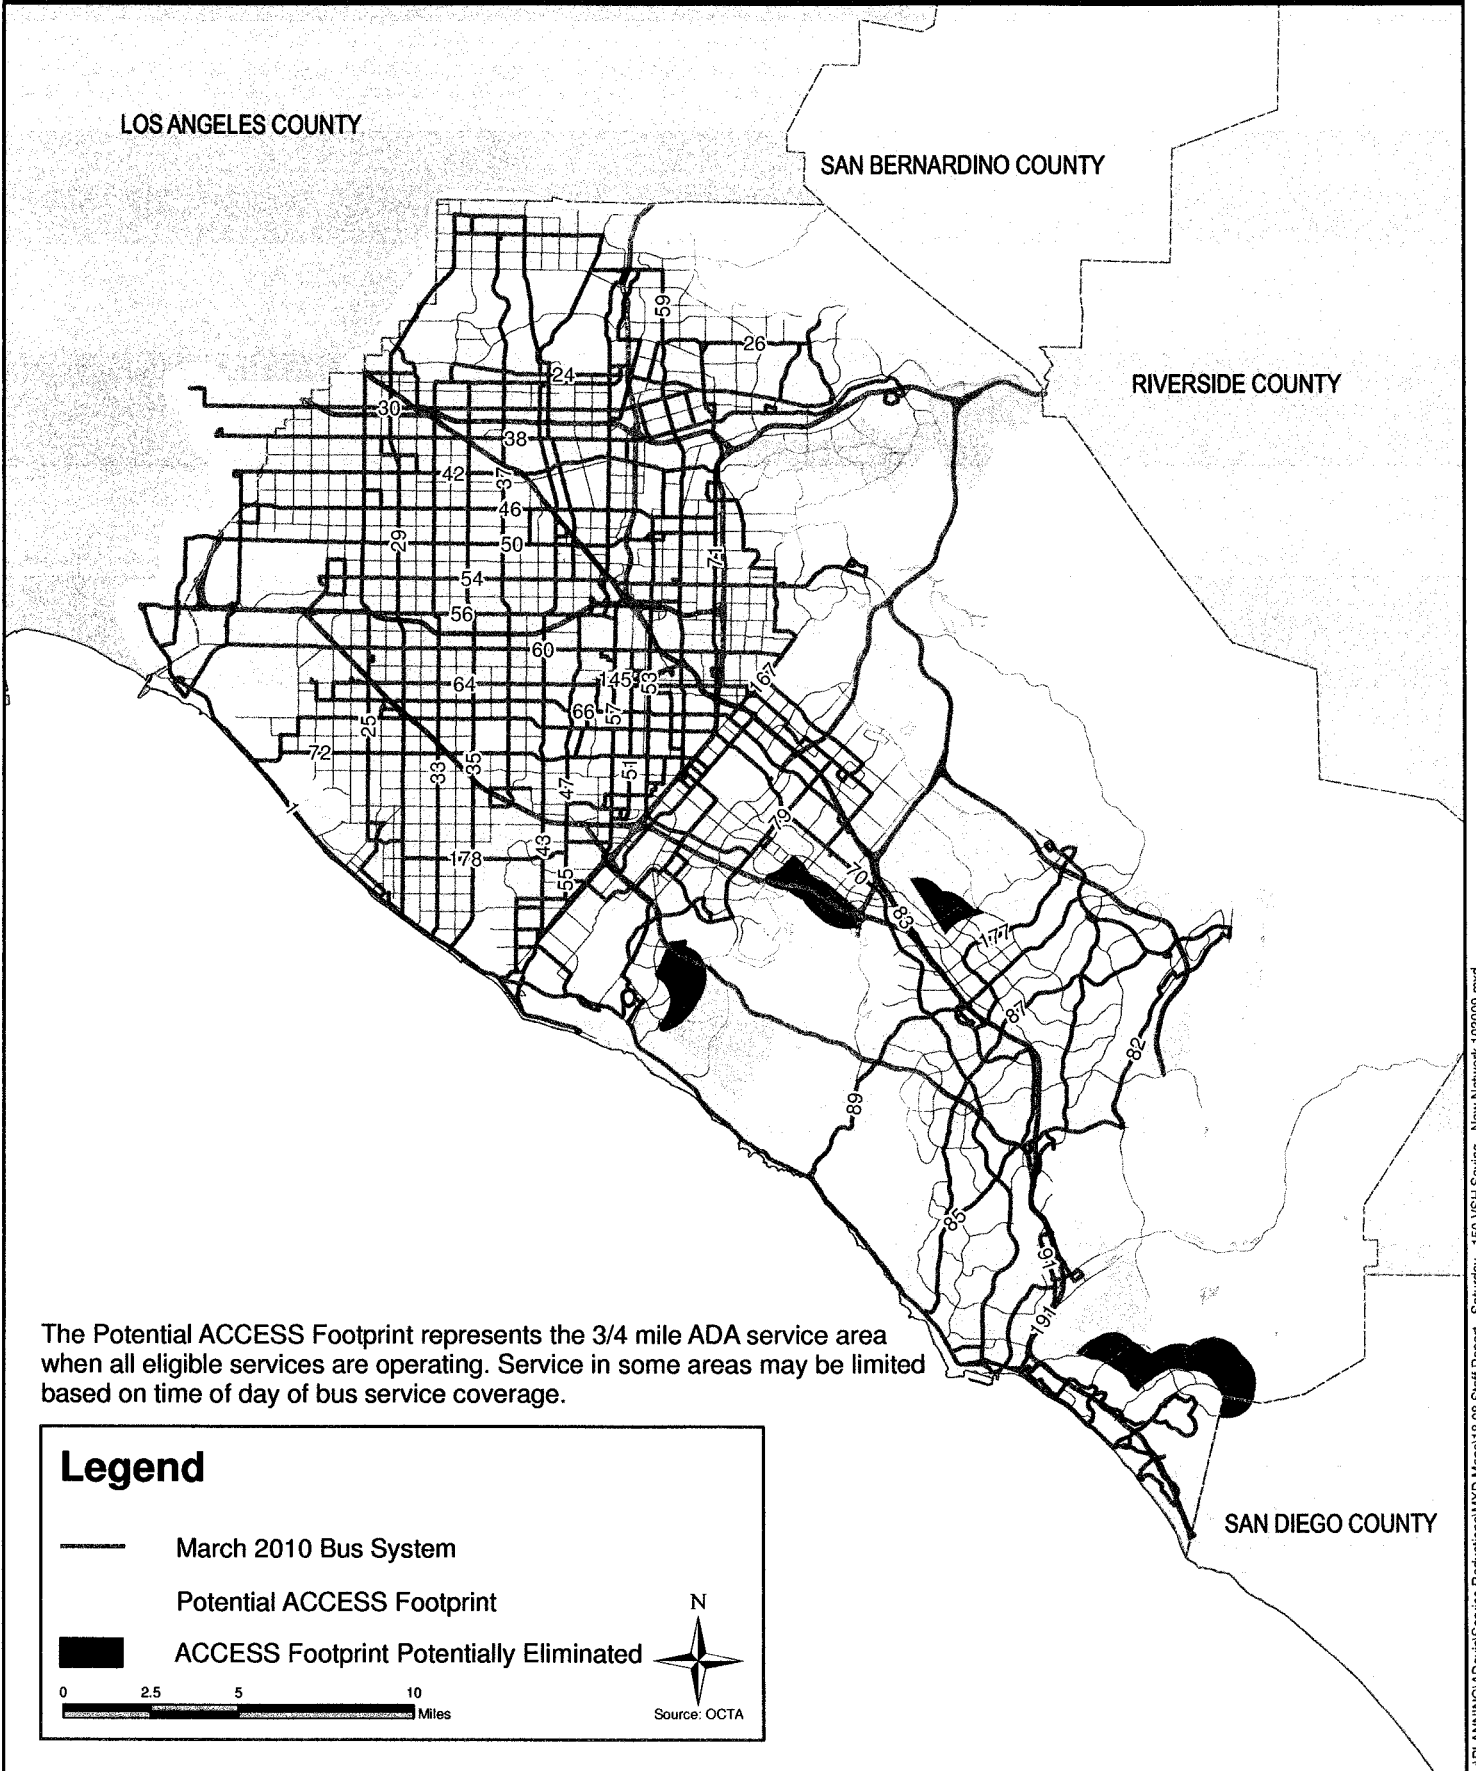 LOS ANGELES COUNTY
SAN BERNARDINO COUNTY
RIVERSIDE COUNTY
59
26
24
30
38
42
37
46
29
50
71
54
56
60
167
64
145
53
66
57
25
72
35
33
51
47
1
79
43
178
70
55
83
177
87
82
89
85
91
191
The Potential ACCESS Footprint represents the 3/4 mile ADA service area
when all eligible services are operating. Service in some areas may be limited
based on time of day of bus service coverage.
Legend
March 2010 Bus System
Potential ACCESS Footprint
N
ACCESS Footprint Potentially Eliminated
0 2.5 5 10
Miles
Source: OCTA
SAN DIEGO COUNTY